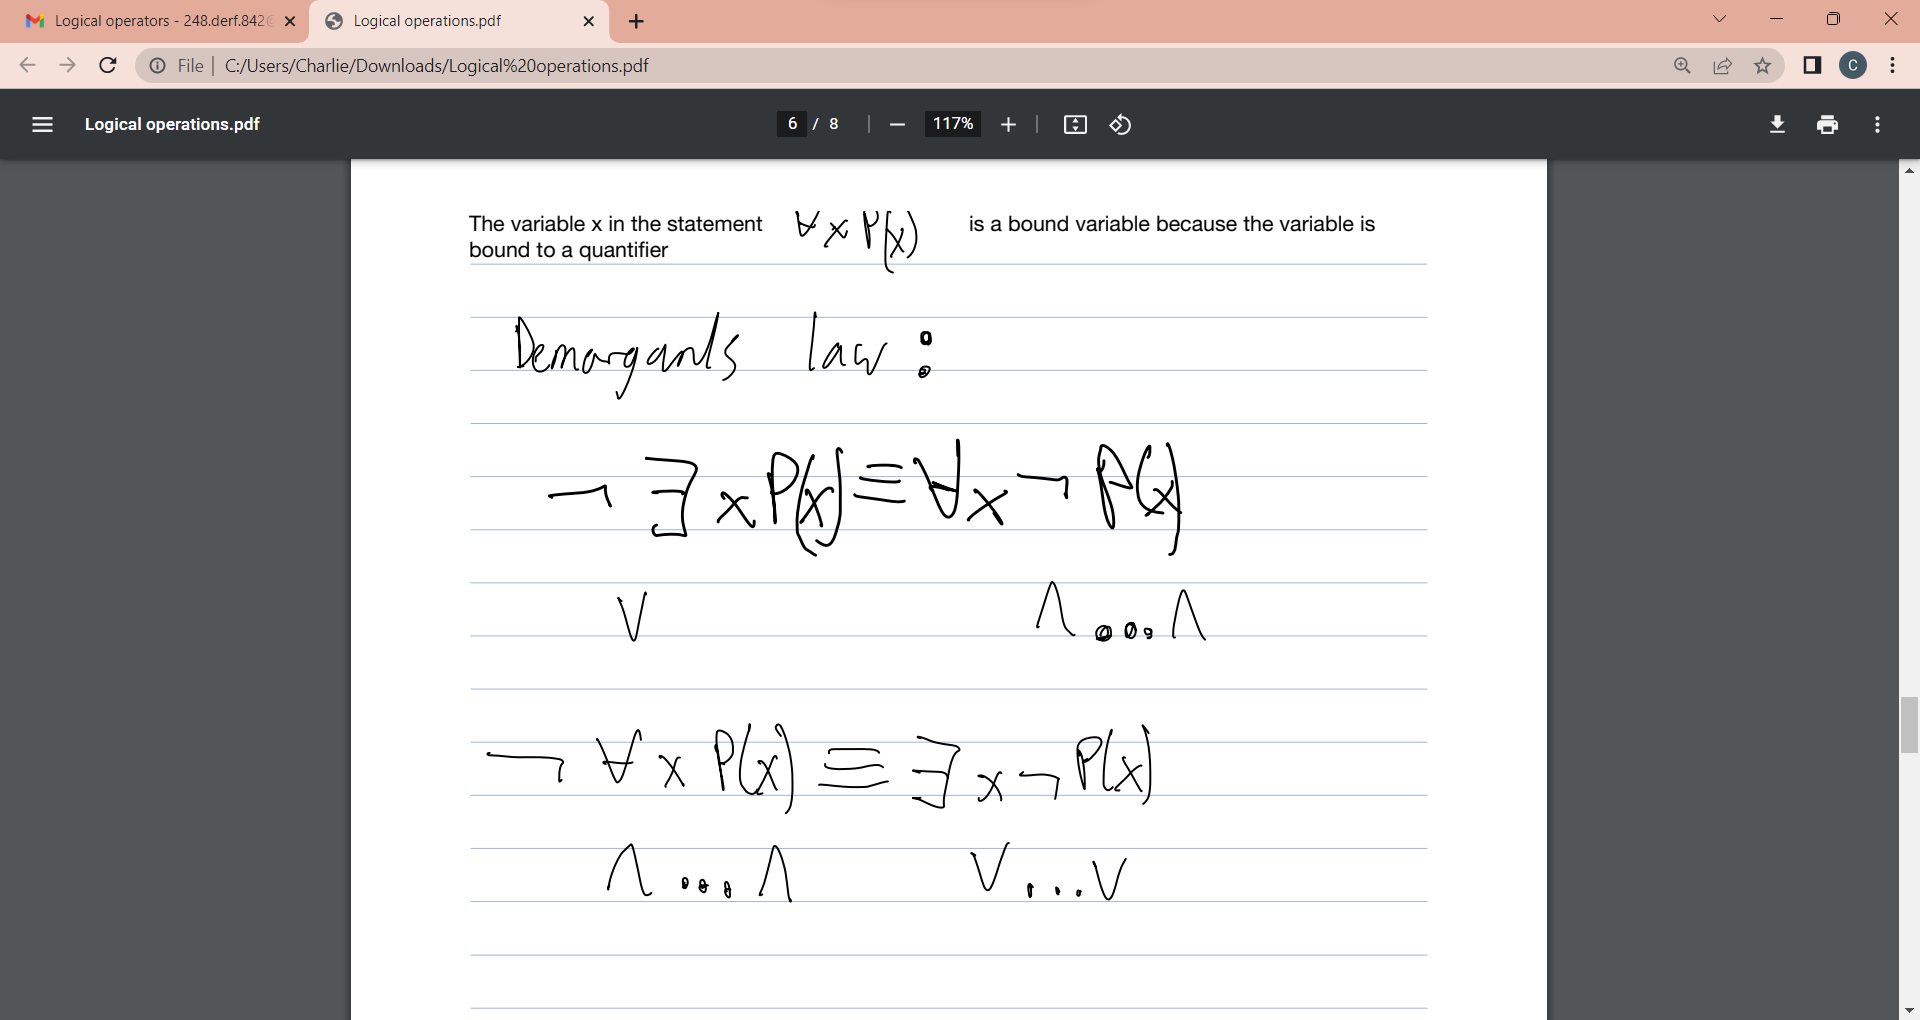 Logical operators - 248.derf.842
Logical operations.pdf
File | C:/Users/Charlie/Downloads/Logical%20operations.pdf
C
Logical operations.pdf
6 / 8
117%
The variable x in the statement ∀x P(x) is a bound variable because the variable is
bound to a quantifier
Demorgan's law:
¬∃x P(x) ≡ ∀x ¬P(x)
∨ ∧...∧
¬∀x P(x) ≡ ∃x ¬P(x)
∧...∧ ∨...∨